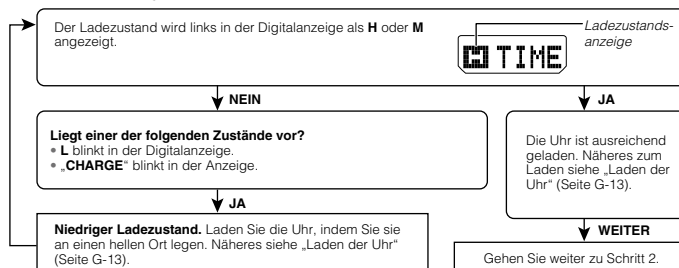 Der Ladezustand wird links in der Digitalanzeige als H oder M
angezeigt.
Ladezustands-
anzeige
H TIME
NEIN
JA
Liegt einer der folgenden Zustände vor?
• L blinkt in der Digitalanzeige.
• „CHARGE“ blinkt in der Anzeige.
Die Uhr ist ausreichend
geladen. Näheres zum
Laden siehe „Laden der
Uhr“ (Seite G-13).
JA
WEITER
Niedriger Ladezustand. Laden Sie die Uhr, indem Sie sie
an einen hellen Ort legen. Näheres siehe „Laden der Uhr“
(Seite G-13).
Gehen Sie weiter zu Schritt 2.